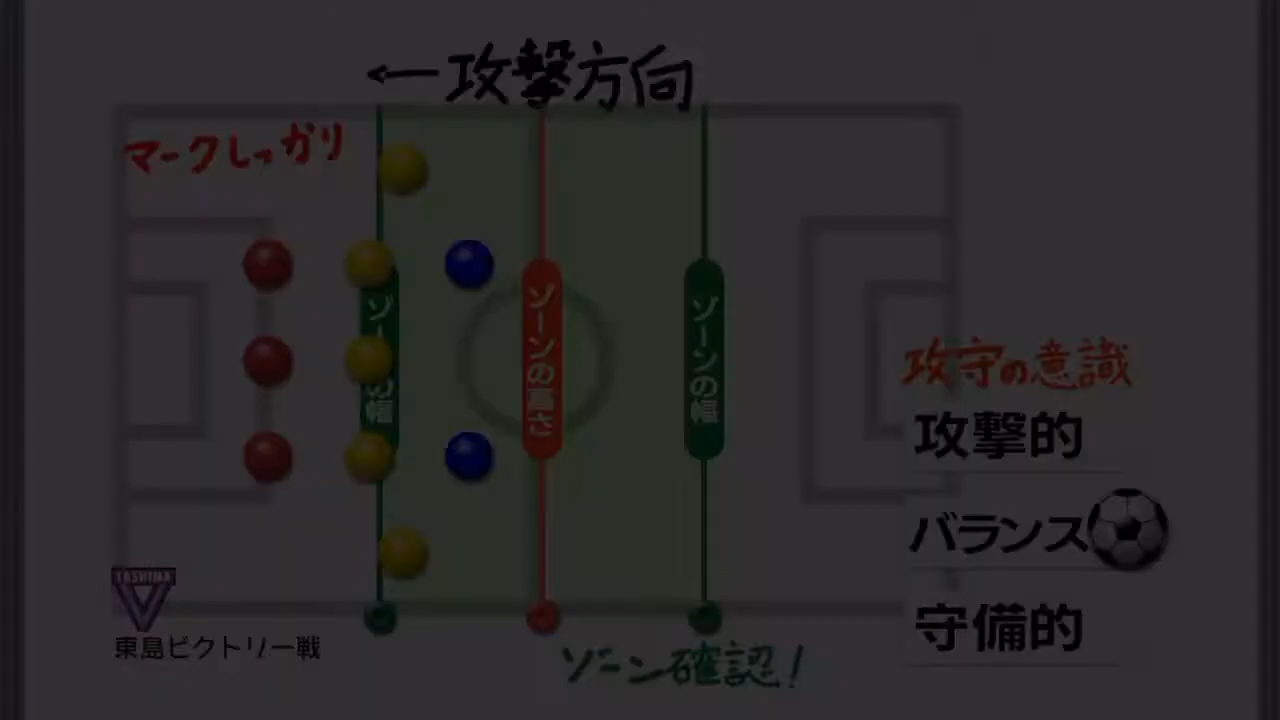 ←攻撃方向
マークしっかり
ゾーンの幅
ゾーンの高さ
ゾーンの幅
攻守の意識
攻撃的
バランス
守備的
TASHIMA
東島ビクトリー戦
ゾーン確認!